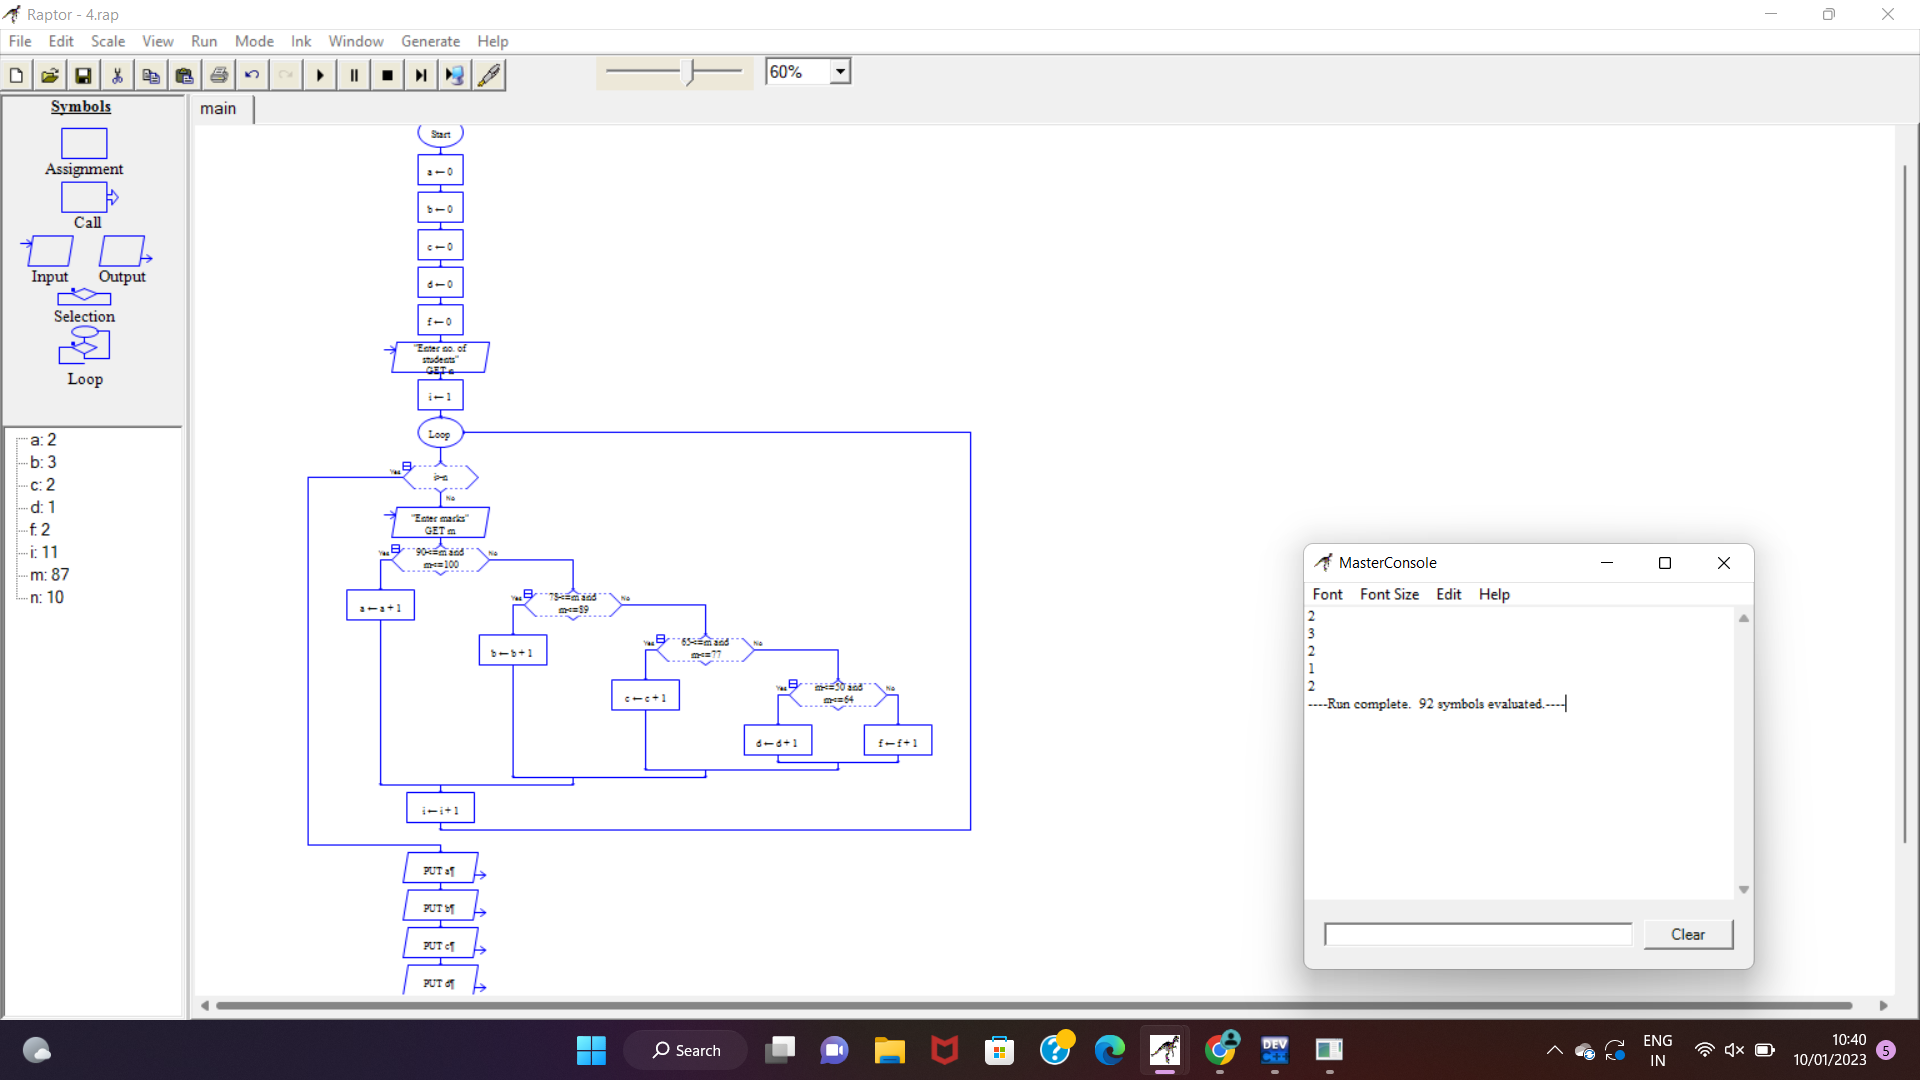 Raptor - 4.rap
File Edit Scale View Run Mode Ink Window Generate Help
60%
Symbols
Assignment
Call
Input Output
Selection
Loop
a: 2
b: 3
c: 2
d: 1
f: 2
i: 11
m: 87
n: 10
main
Start
a ← 0
b ← 0
c ← 0
d ← 0
f ← 0
"Enter no. of
students"
GET n
i ← 1
Loop
Yes
i>n
No
"Enter marks"
GET m
Yes
90<=m and
m<=100
No
a ← a + 1
Yes
78<=m and
m<=89
No
b ← b + 1
Yes
65<=m and
m<=77
No
c ← c + 1
Yes
m<=50 and
m<=64
No
d ← d + 1
f ← f + 1
i ← i + 1
PUT a¶
PUT b¶
PUT c¶
PUT d¶
MasterConsole
Font Font Size Edit Help
2
3
2
1
2
----Run complete. 92 symbols evaluated.----
Clear
Search
DEV
C++
ENG
IN
10:40
10/01/2023
5